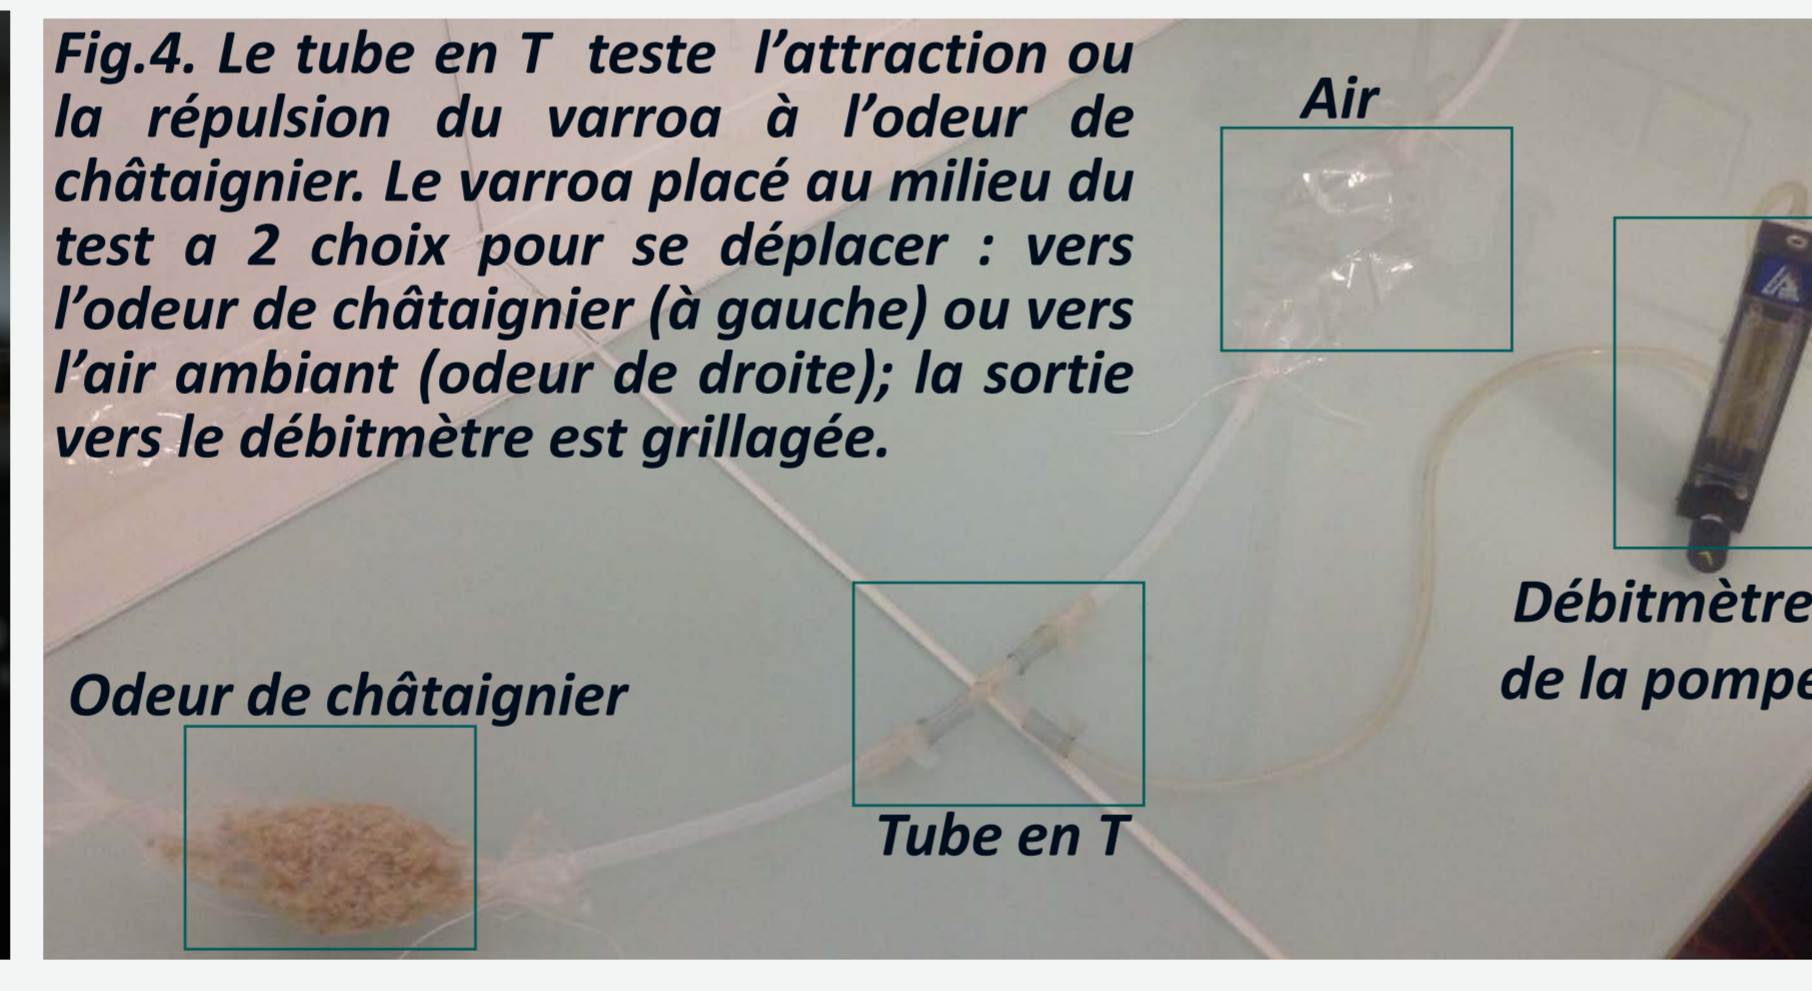 Fig.4. Le tube en T teste l’attraction ou
la répulsion du varroa à l’odeur de
châtaignier. Le varroa placé au milieu du
test a 2 choix pour se déplacer : vers
l’odeur de châtaignier (à gauche) ou vers
l’air ambiant (odeur de droite); la sortie
vers le débitmètre est grillagée.
Air
Débitmètre
de la pompe
Odeur de châtaignier
Tube en T